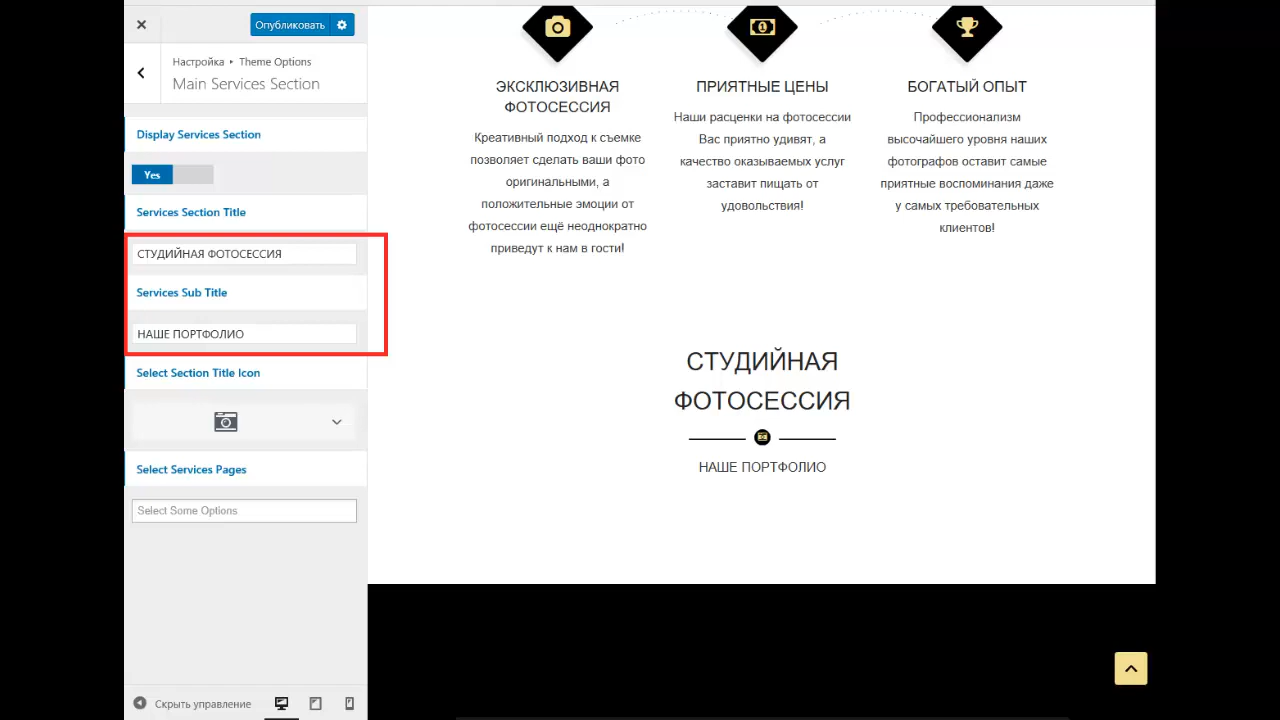 Опубликовать
Настройка ▸ Theme Options
Main Services Section
Display Services Section
Yes
Services Section Title
СТУДИЙНАЯ ФОТОСЕССИЯ
Services Sub Title
НАШЕ ПОРТФОЛИО
Select Section Title Icon
Select Services Pages
Select Some Options
Скрыть управление
ЭКСКЛЮЗИВНАЯ
ФОТОСЕССИЯ
Креативный подход к съемке
позволяет сделать ваши фото
оригинальными, а
положительные эмоции от
фотосессии ещё неоднократно
приведут к нам в гости!
1
ПРИЯТНЫЕ ЦЕНЫ
Наши расценки на фотосессии
Вас приятно удивят, а
качество оказываемых услуг
заставит пищать от
удовольствия!
БОГАТЫЙ ОПЫТ
Профессионализм
высочайшего уровня наших
фотографов оставит самые
приятные воспоминания даже
у самых требовательных
клиентов!
СТУДИЙНАЯ
ФОТОСЕССИЯ
НАШЕ ПОРТФОЛИО